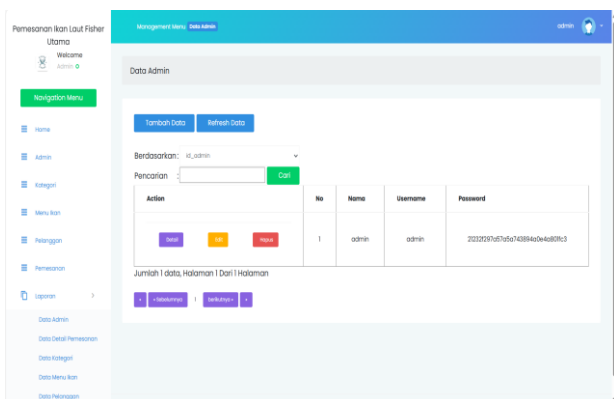 Pemesanan Ikan Laut Fisher
Utama
Welcome
Admin
Navigation Menu
Home
Admin
Kategori
Menu Ikan
Pelanggan
Pemesanan
Laporan
Data Admin
Data Detail Pemesanan
Data Kategori
Data Menu Ikan
Data Pelanggan
Management Menu Data Admin
admin
Data Admin
Tambah Data Refresh Data
Berdasarkan : id_admin
Pencarian : Cari
Action No Nama Username Password
Detail Edit Hapus 1 admin admin 21232f297a57a5a743894a0e4a801fc3
Jumlah 1 data, Halaman 1 Dari 1 Halaman
« Sebelumnya 1 Berikutnya »